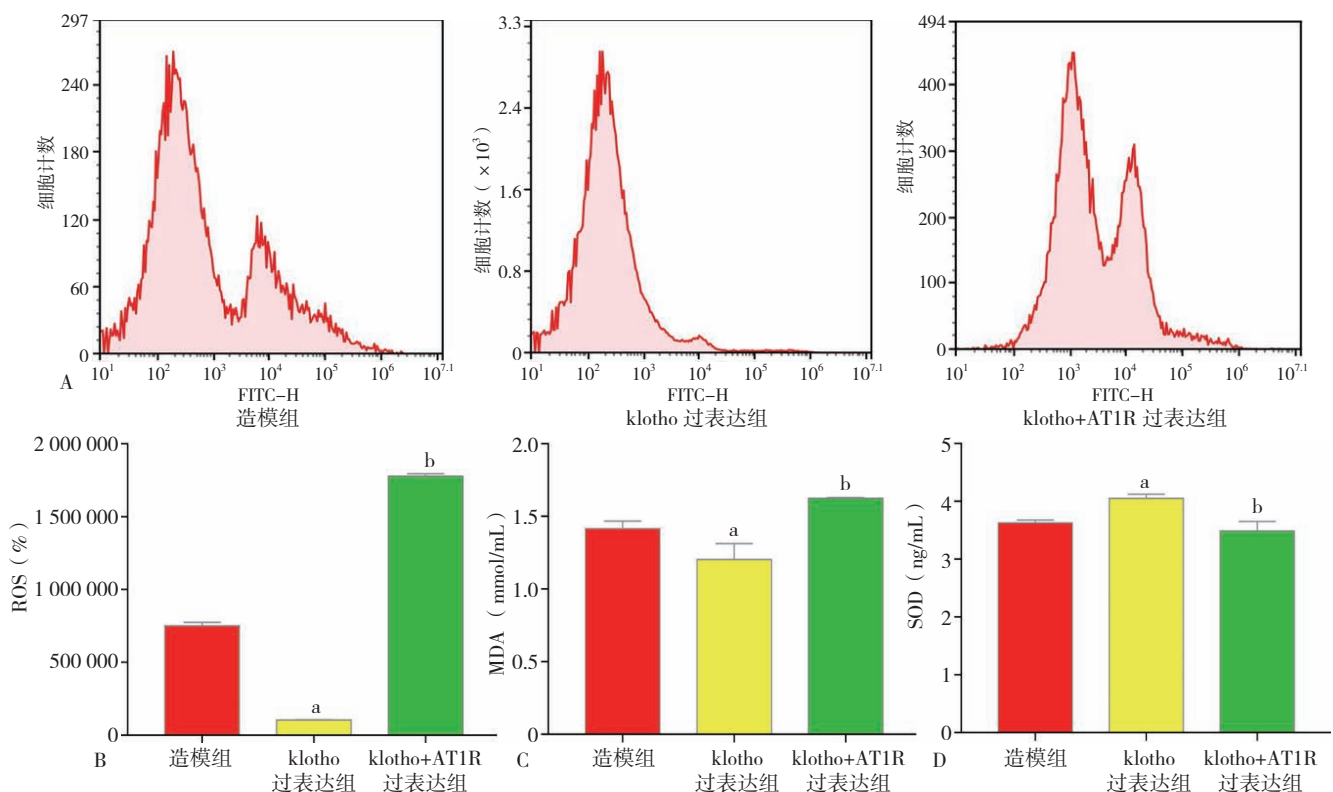 297
240
180
120
60
0
细胞计数
10¹ 10² 10³ 10⁴ 10⁵ 10⁶ 10⁷·¹
FITC-H
造模组
A
3.3
2.4
1.6
0.8
0
细胞计数（×10³）
10¹ 10² 10³ 10⁴ 10⁵ 10⁶ 10⁷·¹
FITC-H
klotho 过表达组
494
400
300
200
100
0
细胞计数
10¹ 10² 10³ 10⁴ 10⁵ 10⁶ 10⁷·¹
FITC-H
klotho+AT1R 过表达组
2 000 000
1 500 000
1 000 000
500 000
0
ROS（%）
a
b
B
造模组 klotho klotho+AT1R
过表达组 过表达组
2.0
1.5
1.0
0.5
0
MDA（mmol/mL）
a
b
C
造模组 klotho klotho+AT1R
过表达组 过表达组
5
4
3
2
1
0
SOD（ng/mL）
a
b
D
造模组 klotho klotho+AT1R
过表达组 过表达组